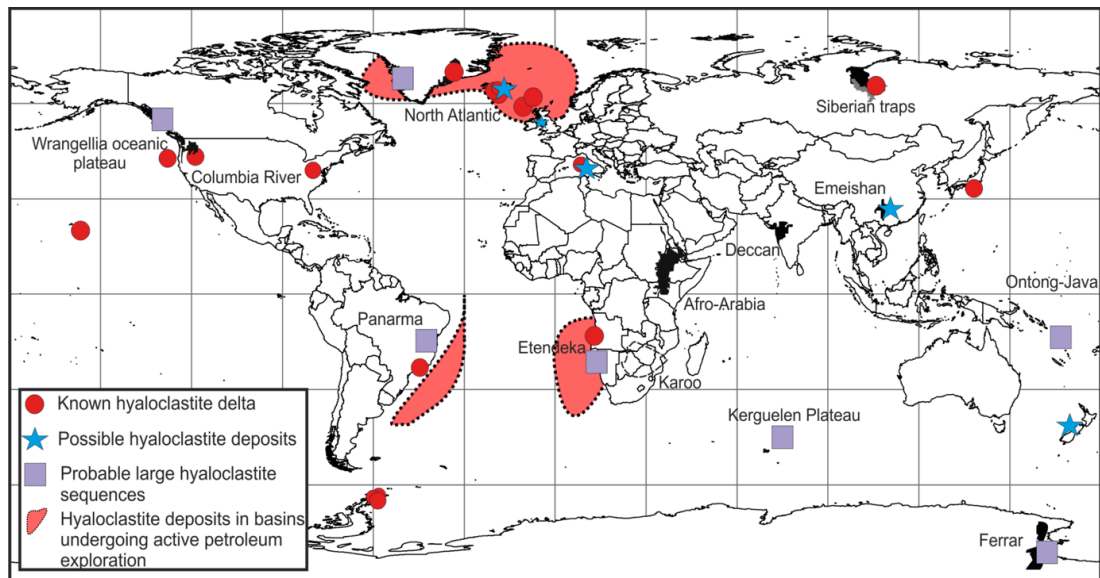 North Atlantic
Siberian traps
Wrangellia oceanic
plateau
Columbia River
Emeishan
Deccan
Afro-Arabia
Ontong-Java
Panarma
Etendeka
Karoo
Kerguelen Plateau
Ferrar
Known hyaloclastite delta
Possible hyaloclastite deposits
Probable large hyaloclastite
sequences
Hyaloclastite deposits in basins
undergoing active petroleum
exploration